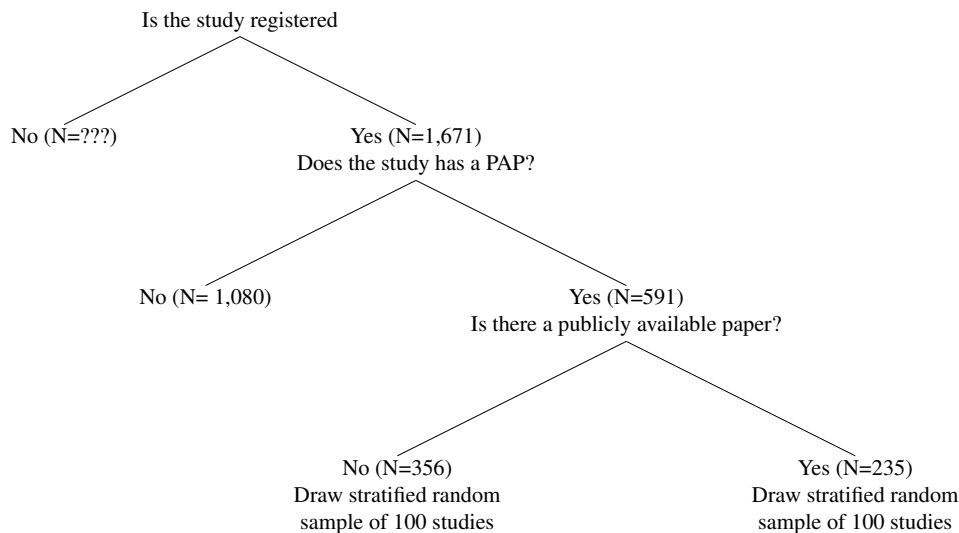 Is the study registered
No (N=???)
Yes (N=1,671)
Does the study has a PAP?
No (N= 1,080)
Yes (N=591)
Is there a publicly available paper?
No (N=356)
Draw stratified random
sample of 100 studies
Yes (N=235)
Draw stratified random
sample of 100 studies